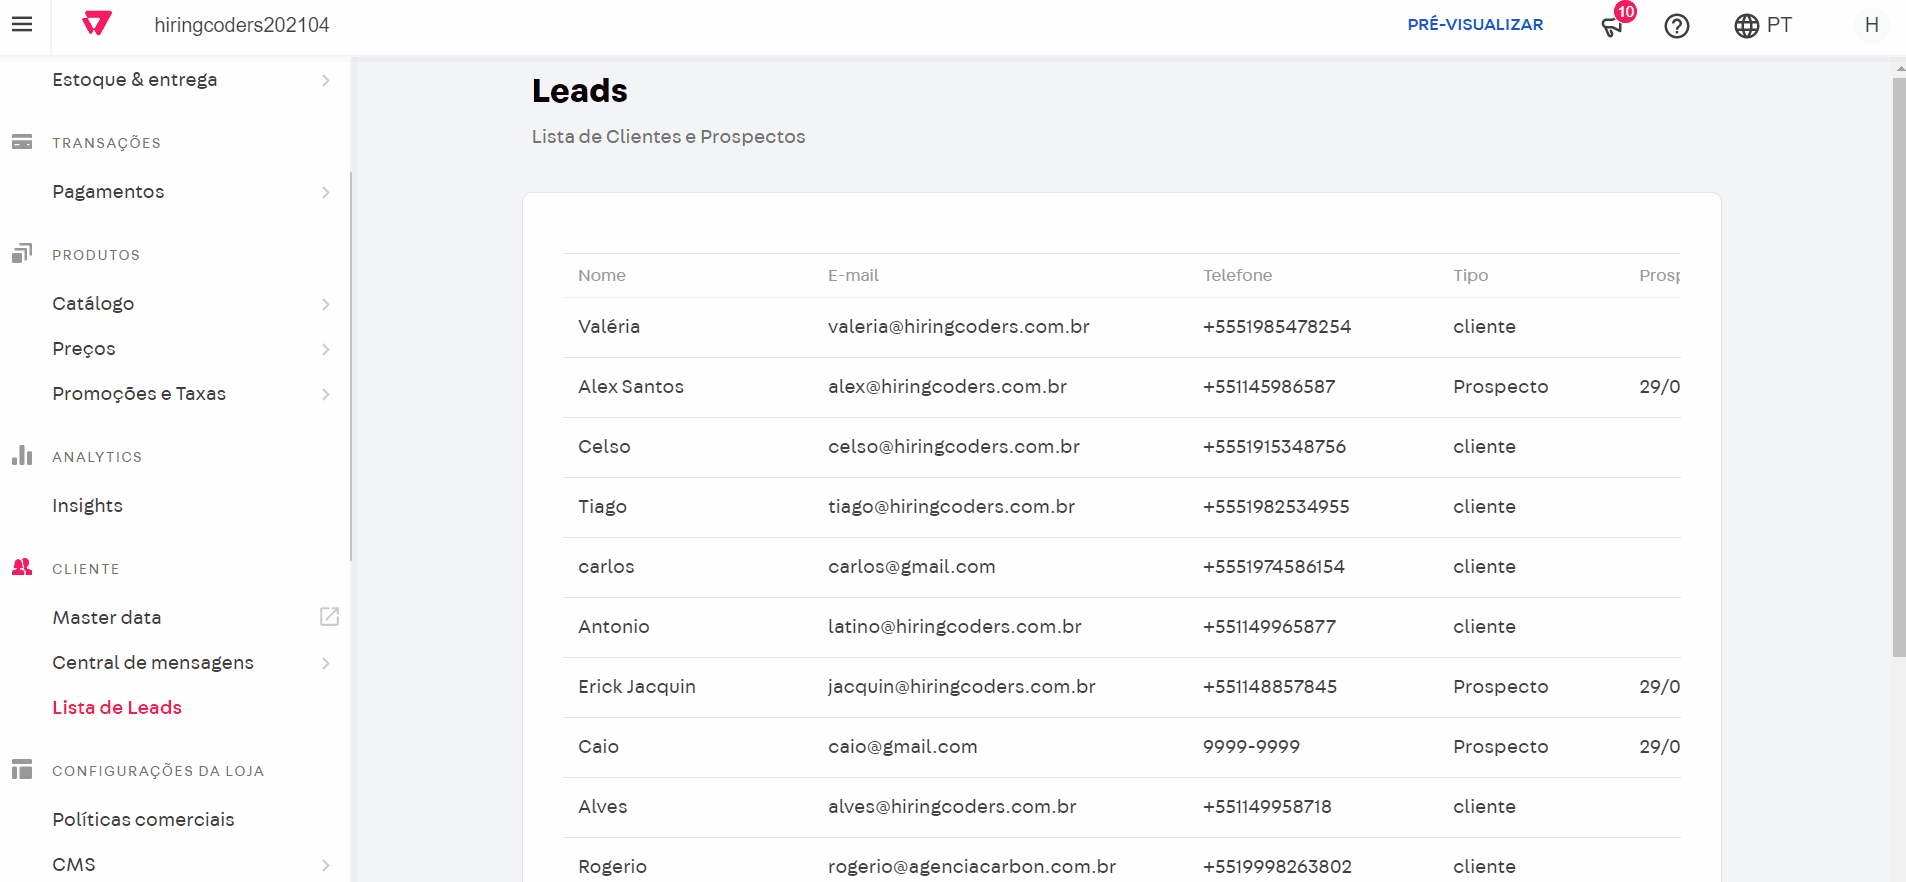 hiringcoders202104
PRÉ-VISUALIZAR
10
PT
H
Estoque & entrega
TRANSAÇÕES
Pagamentos
PRODUTOS
Catálogo
Preços
Promoções e Taxas
ANALYTICS
Insights
CLIENTE
Master data
Central de mensagens
Lista de Leads
CONFIGURAÇÕES DA LOJA
Políticas comerciais
CMS
Leads
Lista de Clientes e Prospectos
Nome E-mail Telefone Tipo Prosp
Valéria valeria@hiringcoders.com.br +5551985478254 cliente
Alex Santos alex@hiringcoders.com.br +551145986587 Prospecto 29/0
Celso celso@hiringcoders.com.br +5551915348756 cliente
Tiago tiago@hiringcoders.com.br +5551982534955 cliente
carlos carlos@gmail.com +5551974586154 cliente
Antonio latino@hiringcoders.com.br +551149965877 cliente
Erick Jacquin jacquin@hiringcoders.com.br +551148857845 Prospecto 29/0
Caio caio@gmail.com 9999-9999 Prospecto 29/0
Alves alves@hiringcoders.com.br +551149958718 cliente
Rogerio rogerio@agenciacarbon.com.br +5519998263802 cliente